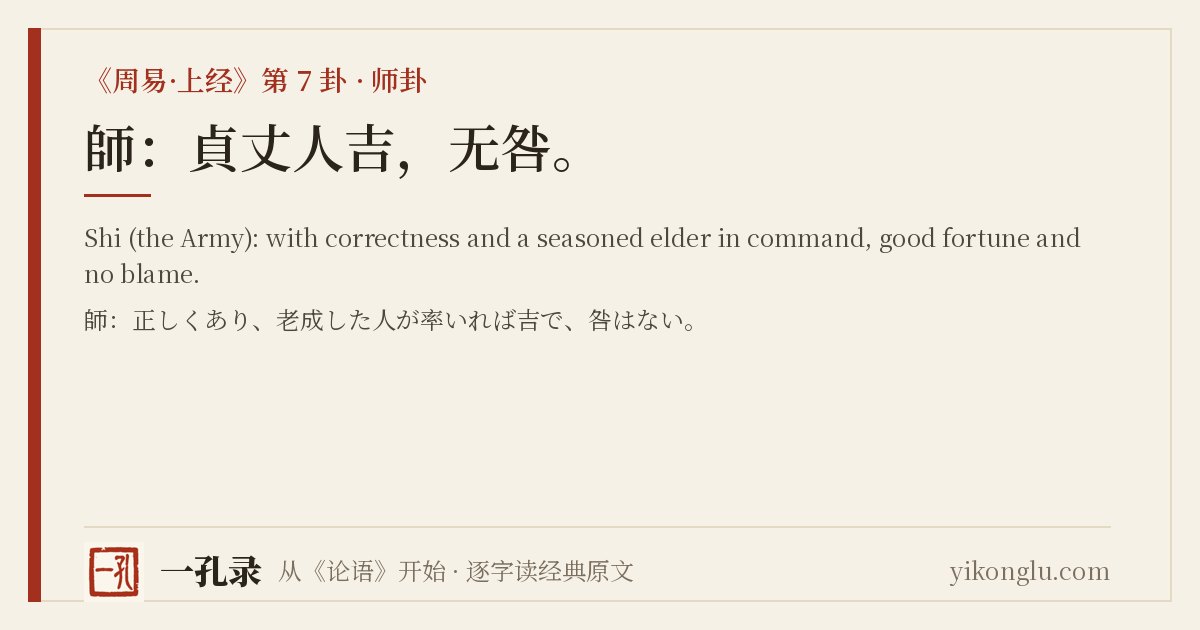 《周易·上经》第 7 卦 · 师卦
師：貞丈人吉，无咎。
Shi (the Army): with correctness and a seasoned elder in command, good fortune and
no blame.
師：正しくあり、老成した人が率いれば吉で、咎はない。
一孔
一孔录 从《论语》开始 · 逐字读经典原文 yikonglu.com